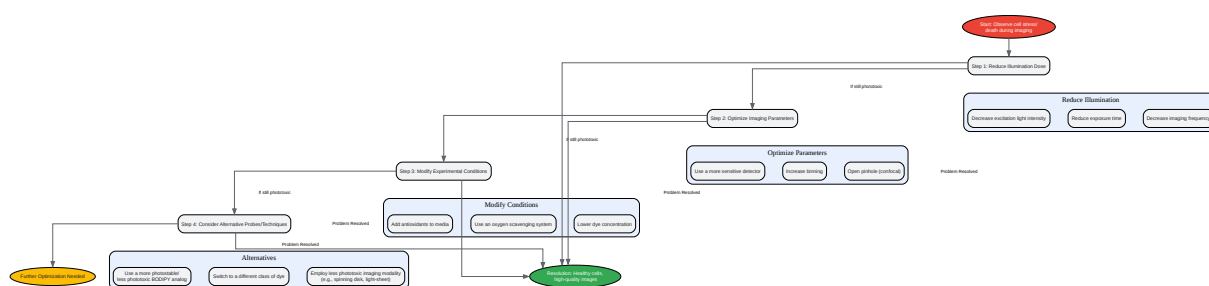 Start: Observe cell stress/
death during imaging
Step 1: Reduce Illumination Dose
If still phototoxic
Reduce Illumination
Decrease excitation light intensity
Reduce exposure time
Decrease imaging frequency
Step 2: Optimize Imaging Parameters
If still phototoxic
Optimize Parameters
Use a more sensitive detector
Increase binning
Open pinhole (confocal)
Problem Resolved
Step 3: Modify Experimental Conditions
If still phototoxic
Problem Resolved
Modify Conditions
Add antioxidants to media
Use an oxygen scavenging system
Lower dye concentration
Step 4: Consider Alternative Probes/Techniques
Problem Resolved
Problem Resolved
Alternatives
Use a more photostable/
less phototoxic BODIPY analog
Switch to a different class of dye
Employ less phototoxic imaging modality
(e.g., spinning disk, light-sheet)
Further Optimization Needed
Resolution: Healthy cells,
high-quality images